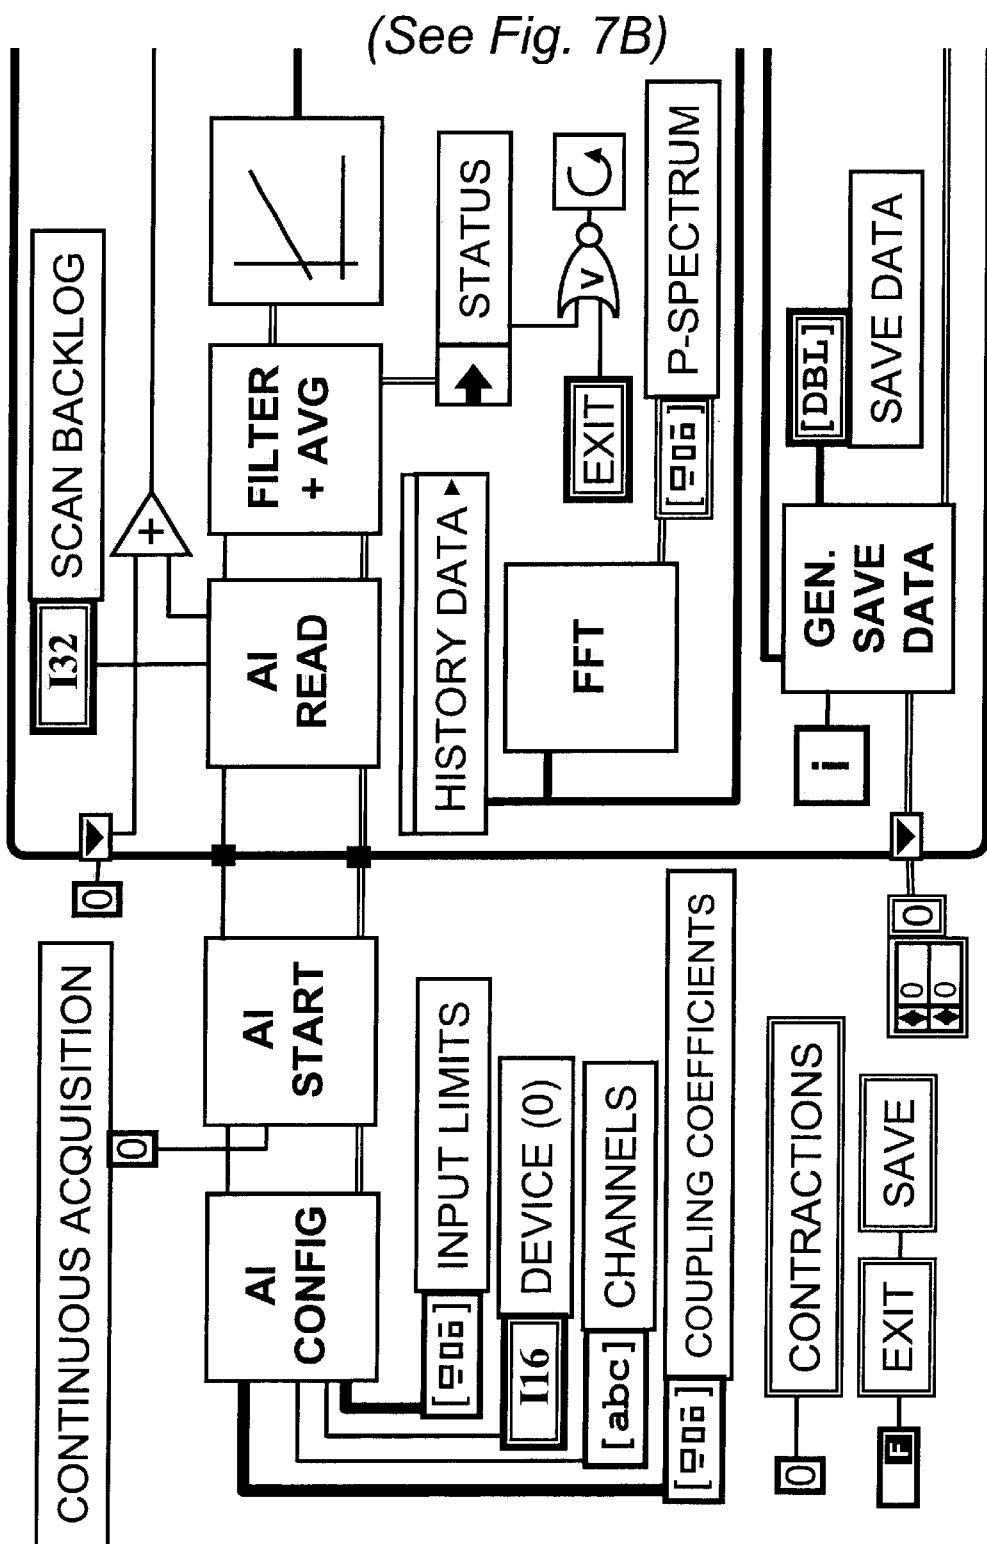 (See Fig. 7B)
CONTINUOUS ACQUISITION
0
0
I32
SCAN BACKLOG
AI
CONFIG
AI
START
AI
READ
+
FILTER
+ AVG
INPUT LIMITS
I16
DEVICE (0)
[abc]
CHANNELS
COUPLING COEFFICIENTS
HISTORY DATA
STATUS
EXIT
V
FFT
P-SPECTRUM
0
CONTRACTIONS
F
EXIT
SAVE
0
0
0
i
GEN.
SAVE
DATA
[DBL]
SAVE DATA